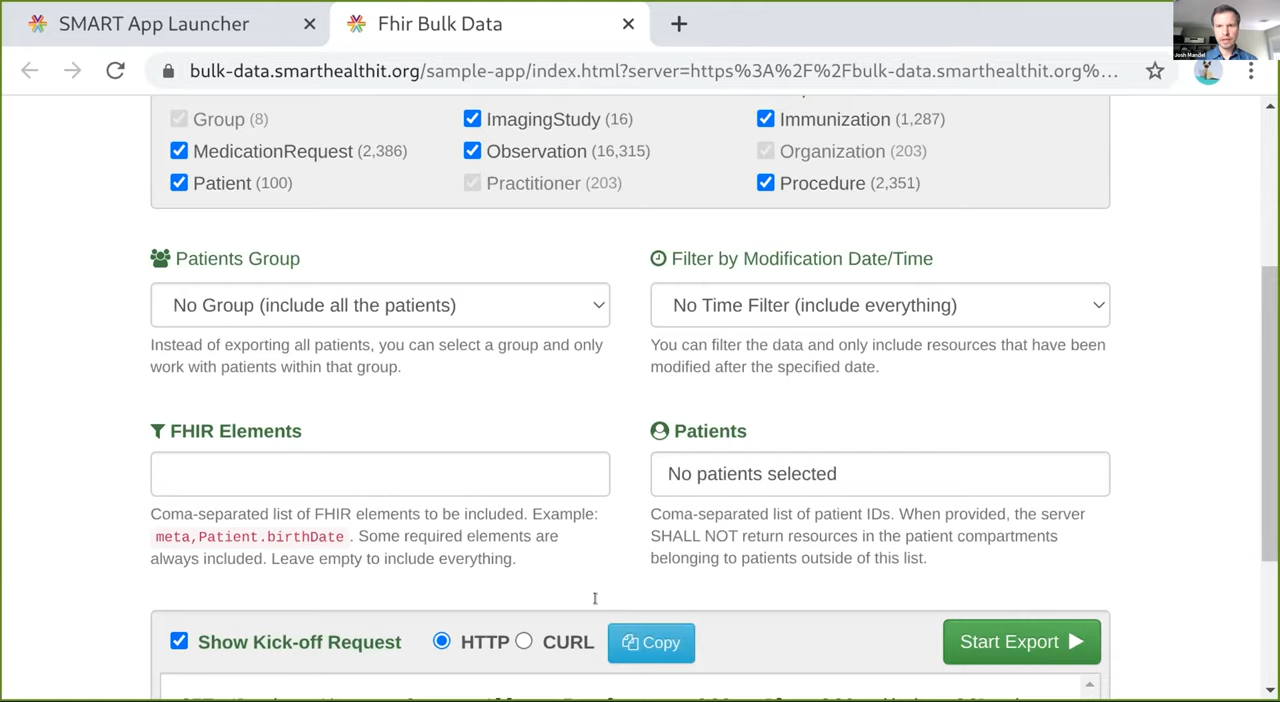 SMART App Launcher
Fhir Bulk Data
Josh Mandel
bulk-data.smarthealthit.org/sample-app/index.html?server=https%3A%2F%2Fbulk-data.smarthealthit.org%...
Group (8)
ImagingStudy (16)
Immunization (1,287)
MedicationRequest (2,386)
Observation (16,315)
Organization (203)
Patient (100)
Practitioner (203)
Procedure (2,351)
Patients Group
No Group (include all the patients)
Instead of exporting all patients, you can select a group and only
work with patients within that group.
Filter by Modification Date/Time
No Time Filter (include everything)
You can filter the data and only include resources that have been
modified after the specified date.
FHIR Elements
Coma-separated list of FHIR elements to be included. Example:
meta,Patient.birthDate . Some required elements are
always included. Leave empty to include everything.
Patients
No patients selected
Coma-separated list of patient IDs. When provided, the server
SHALL NOT return resources in the patient compartments
belonging to patients outside of this list.
Show Kick-off Request
HTTP
CURL
Copy
Start Export